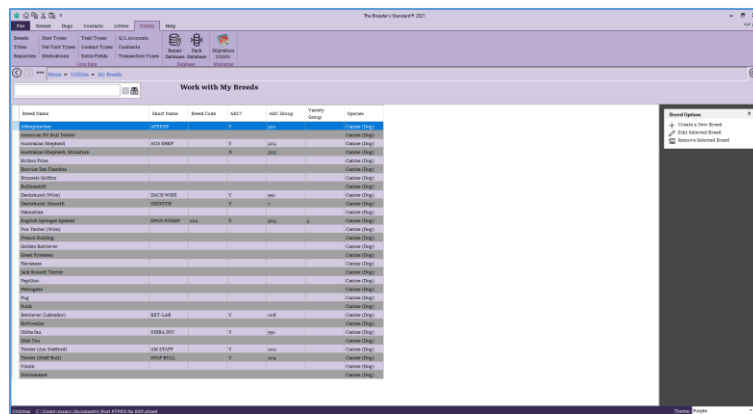 The Breeder's Standard® 2021
File Recent Dogs Contacts Litters Utility Help
Breeds Shot Types Trait Types G/L Accounts
Titles Vet Visit Types Contact Types Contracts
Registries Medications Extra Fields Transaction Types
User Data
Repair Database Pack Database
Database
Migration Utility
Migration
Home Utilities My Breeds
Work with My Breeds
Breed Name Short Name Breed Code AKC? AKC Group Variety Group Species
Affenpinscher AFFENP Y Canine (Dog)
American Pit Bull Terrier Canine (Dog)
Australian Shepherd AUS SHEP Y Canine (Dog)
Australian Shepherd, Miniature N Canine (Dog)
Bichon Frise Canine (Dog)
Bouvier Des Flandres Canine (Dog)
Brussels Griffon Canine (Dog)
Bullmastiff Canine (Dog)
Dachshund (Wire) DACH WIRE Y Canine (Dog)
Dachshund, Smooth SMOOTH Y 7 Canine (Dog)
Dalmatian Canine (Dog)
English Springer Spaniel Y Canine (Dog)
Fox Terrier (Wire) Canine (Dog)
French Bulldog Canine (Dog)
Golden Retriever Canine (Dog)
Great Pyrenees Canine (Dog)
Havanese Canine (Dog)
Jack Russell Terrier Canine (Dog)
Papillon Canine (Dog)
Pekingese Canine (Dog)
Pug Canine (Dog)
Pulik Canine (Dog)
Retriever (Labrador) RET-LAB Y Canine (Dog)
Rottweiler Canine (Dog)
Shiba Inu SHIBA INU Y Canine (Dog)
Shih Tzu Canine (Dog)
Terrier (Am Stafford) AM STAFF Y Canine (Dog)
Terrier (Staff Bull) STAF BULL Y Canine (Dog)
Vizsla Canine (Dog)
Weimaraner Canine (Dog)
Breed Options X
Create a New Breed
Edit Selected Breed
Remove Selected Breed
Utilities
Theme Purple